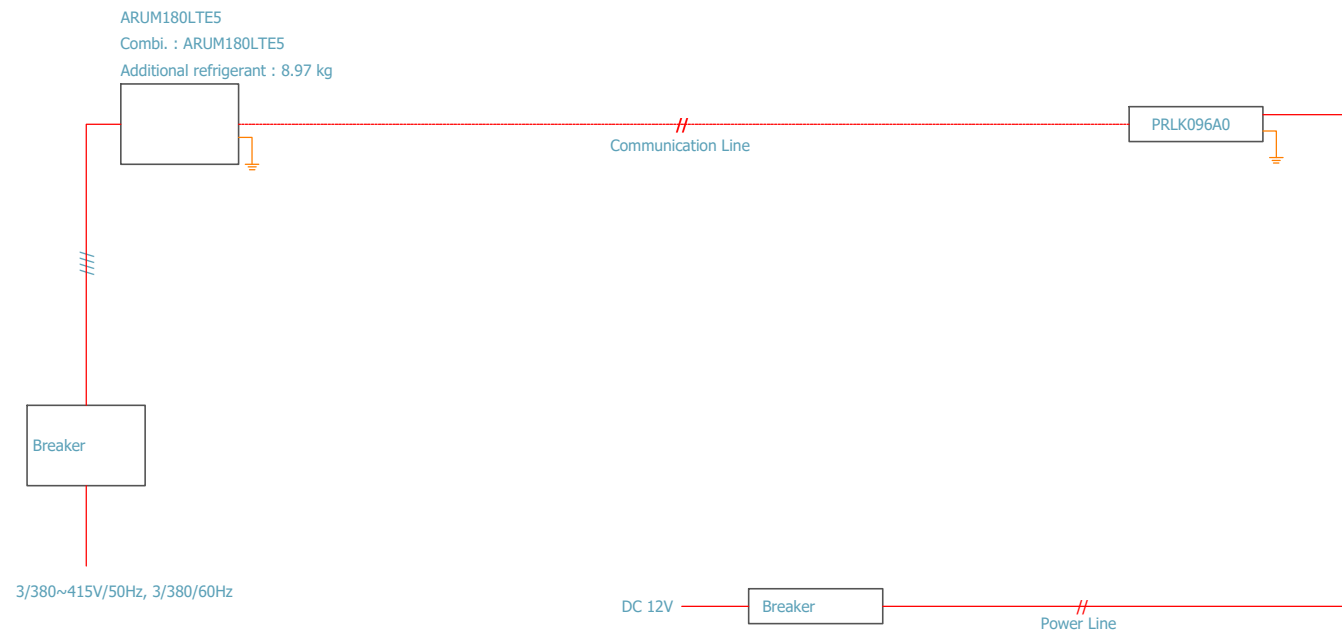 ARUM180LTE5
Combi. : ARUM180LTE5
Additional refrigerant : 8.97 kg
PRLK096A0
Communication Line
Breaker
3/380~415V/50Hz, 3/380/60Hz
DC 12V
Breaker
Power Line